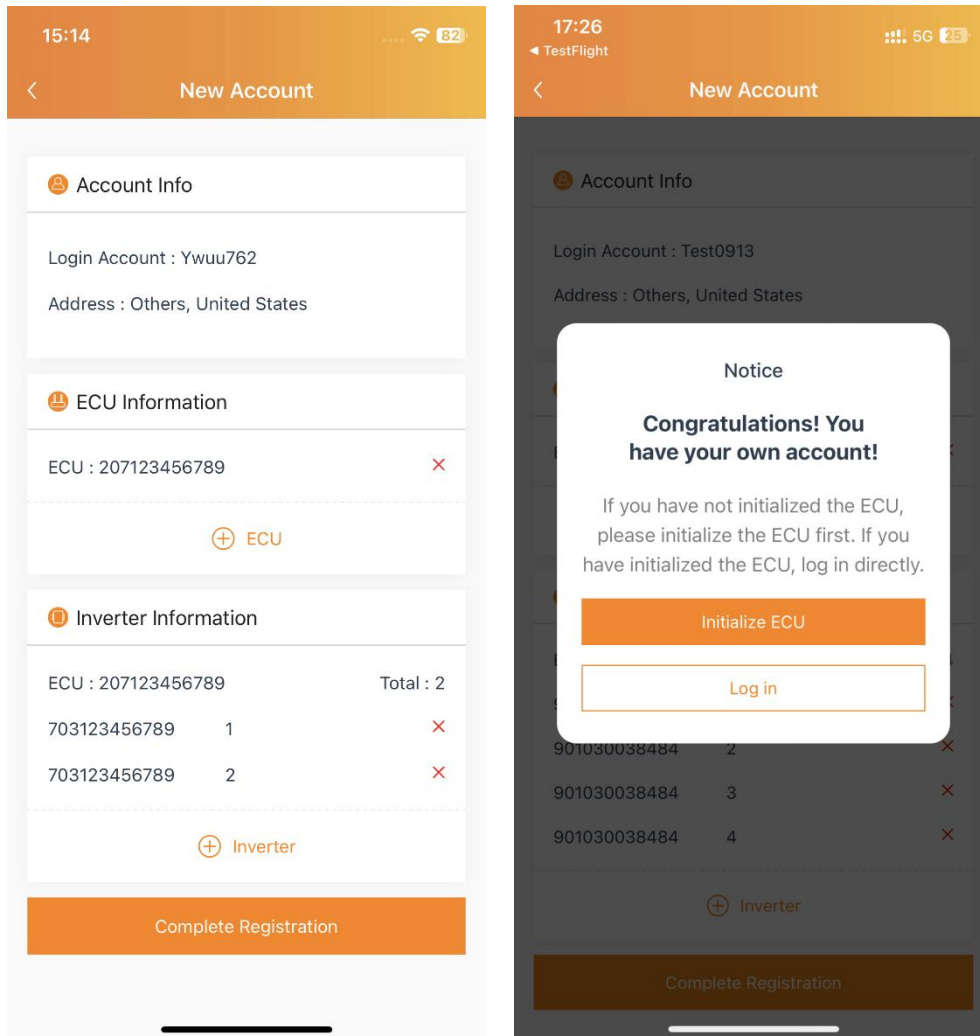 15:14
82
New Account
Account Info
Login Account : Ywuu762
Address : Others, United States
ECU Information
ECU : 207123456789
ECU
Inverter Information
ECU : 207123456789 Total : 2
703123456789 1
703123456789 2
Inverter
Complete Registration
17:26
TestFlight
5G 25
New Account
Account Info
Login Account : Test0913
Address : Others, United States
Notice
Congratulations! You
have your own account!
If you have not initialized the ECU,
please initialize the ECU first. If you
have initialized the ECU, log in directly.
Initialize ECU
Log in
901030038484 2
901030038484 3
901030038484 4
Inverter
Complete Registration